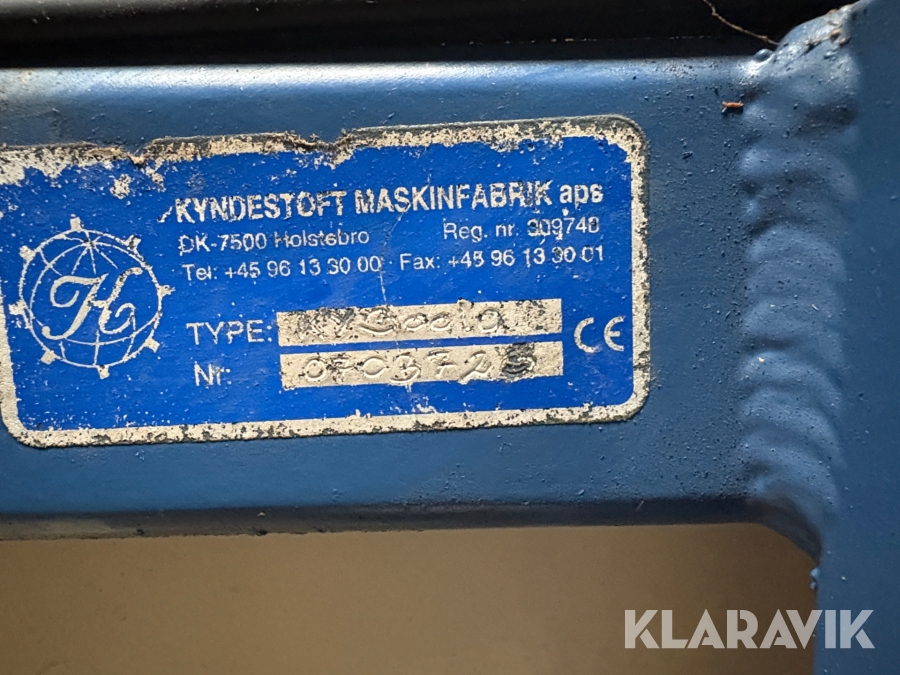 KYNDESTOFT MASKINFABRIK aps
DK-7500 Holstebro Reg. nr. 309748
Tel: +45 96 13 30 00 Fax: +45 96 13 30 01
H
TYPE:
Nr:
CE
KLARAVIK